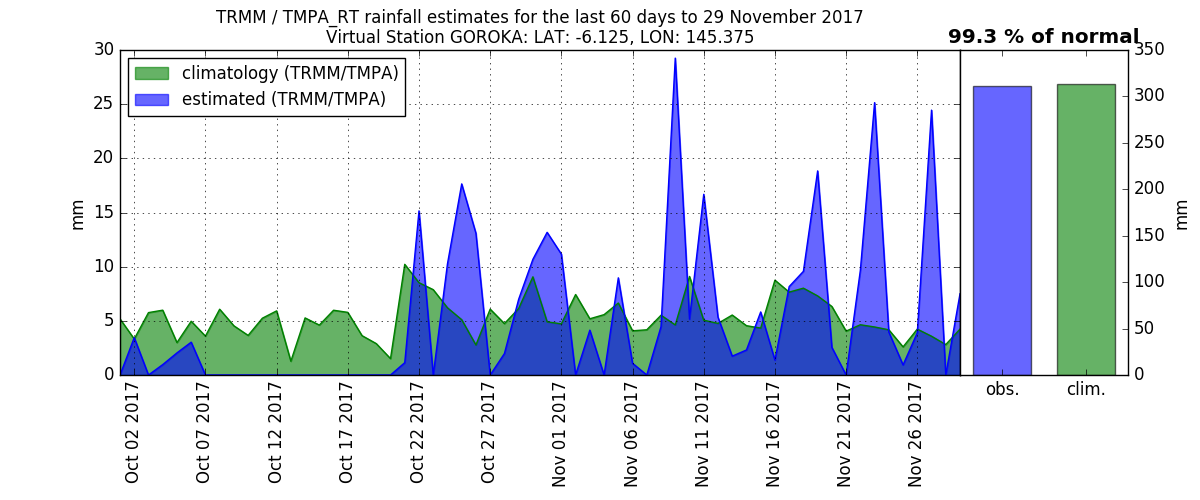 TRMM / TMPA_RT rainfall estimates for the last 60 days to 29 November 2017
Virtual Station GOROKA: LAT: -6.125, LON: 145.375
99.3 % of normal
climatology (TRMM/TMPA)
estimated (TRMM/TMPA)
mm
30
25
20
15
10
5
0
Oct 02 2017
Oct 07 2017
Oct 12 2017
Oct 17 2017
Oct 22 2017
Oct 27 2017
Nov 01 2017
Nov 06 2017
Nov 11 2017
Nov 16 2017
Nov 21 2017
Nov 26 2017
350
300
250
200
150
100
50
0
mm
obs.
clim.